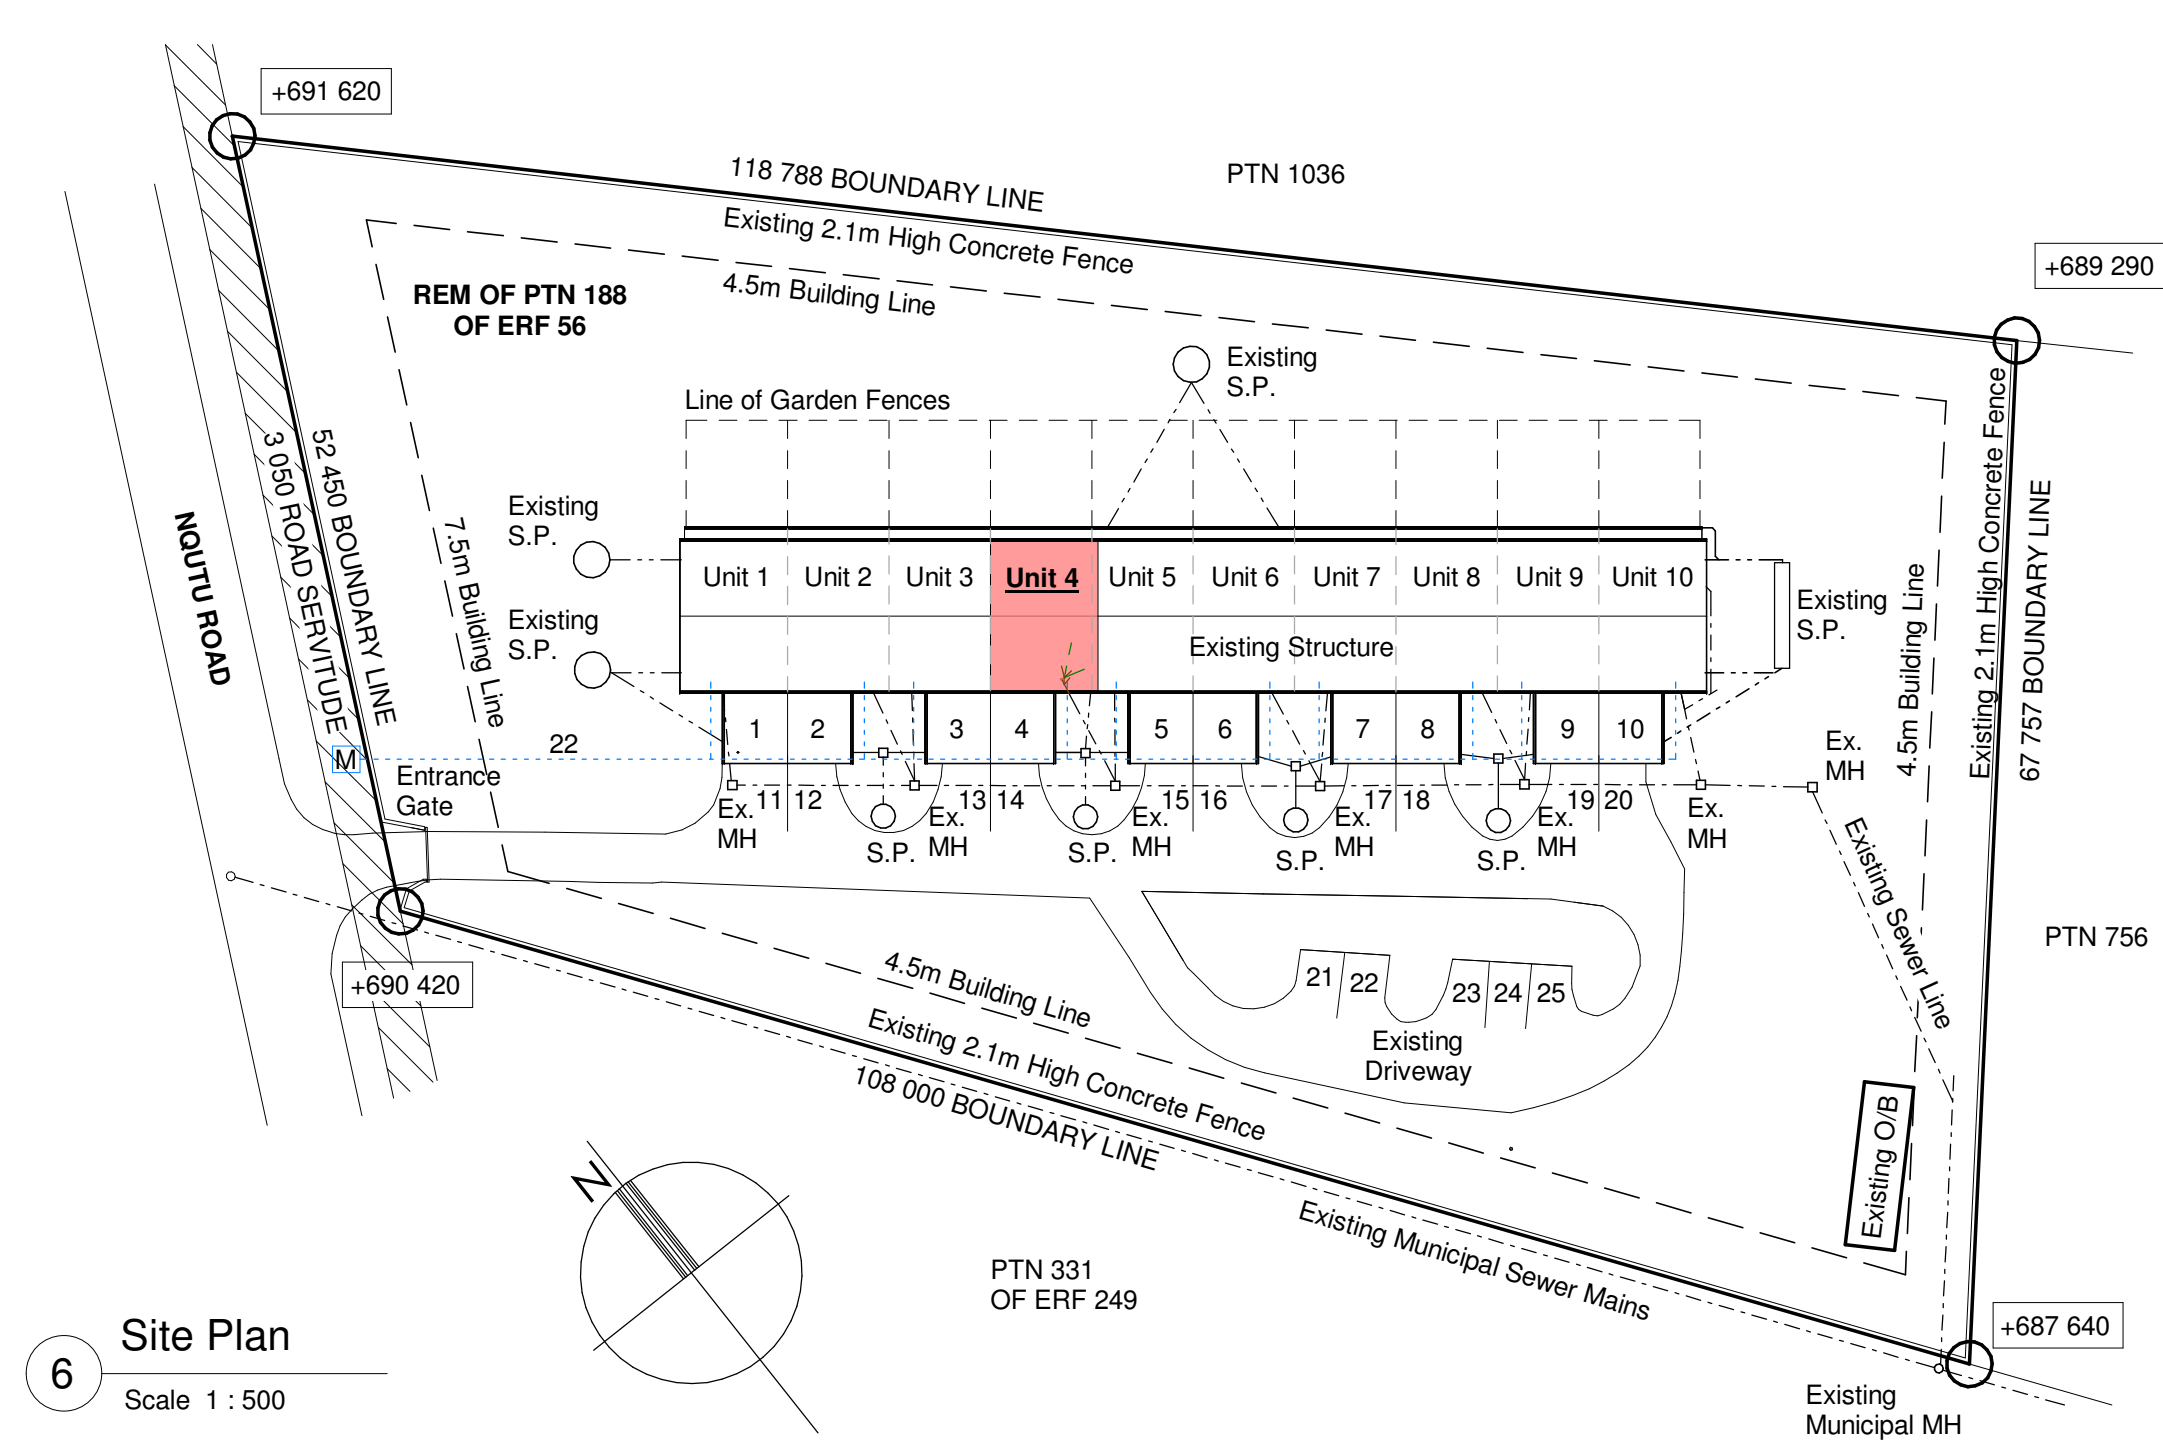 +691 620
118 788 BOUNDARY LINE
Existing 2.1m High Concrete Fence
4.5m Building Line
PTN 1036
+689 290
REM OF PTN 188
OF ERF 56
Existing
S.P.
Line of Garden Fences
3 050 ROAD SERVITUDE
52 450 BOUNDARY LINE
7.5m Building Line
NQUTU ROAD
Existing
S.P.
Existing
S.P.
Unit 1
Unit 2
Unit 3
Unit 4
Unit 5
Unit 6
Unit 7
Unit 8
Unit 9
Unit 10
Existing Structure
Existing
S.P.
4.5m Building Line
Existing 2.1m High Concrete Fence
67 757 BOUNDARY LINE
M
22
Entrance
Gate
1
2
3
4
5
6
7
8
9
10
Ex.
MH
11
12
13
14
15
16
17
18
19
20
Ex.
MH
S.P.
Ex.
MH
S.P.
Ex.
MH
S.P.
Ex.
MH
S.P.
Ex.
MH
Ex.
MH
Existing Sewer Line
PTN 756
+690 420
4.5m Building Line
Existing 2.1m High Concrete Fence
108 000 BOUNDARY LINE
21
22
23
24
25
Existing
Driveway
Existing O/B
N
PTN 331
OF ERF 249
Existing Municipal Sewer Mains
+687 640
Existing
Municipal MH
6
Site Plan
Scale 1 : 500